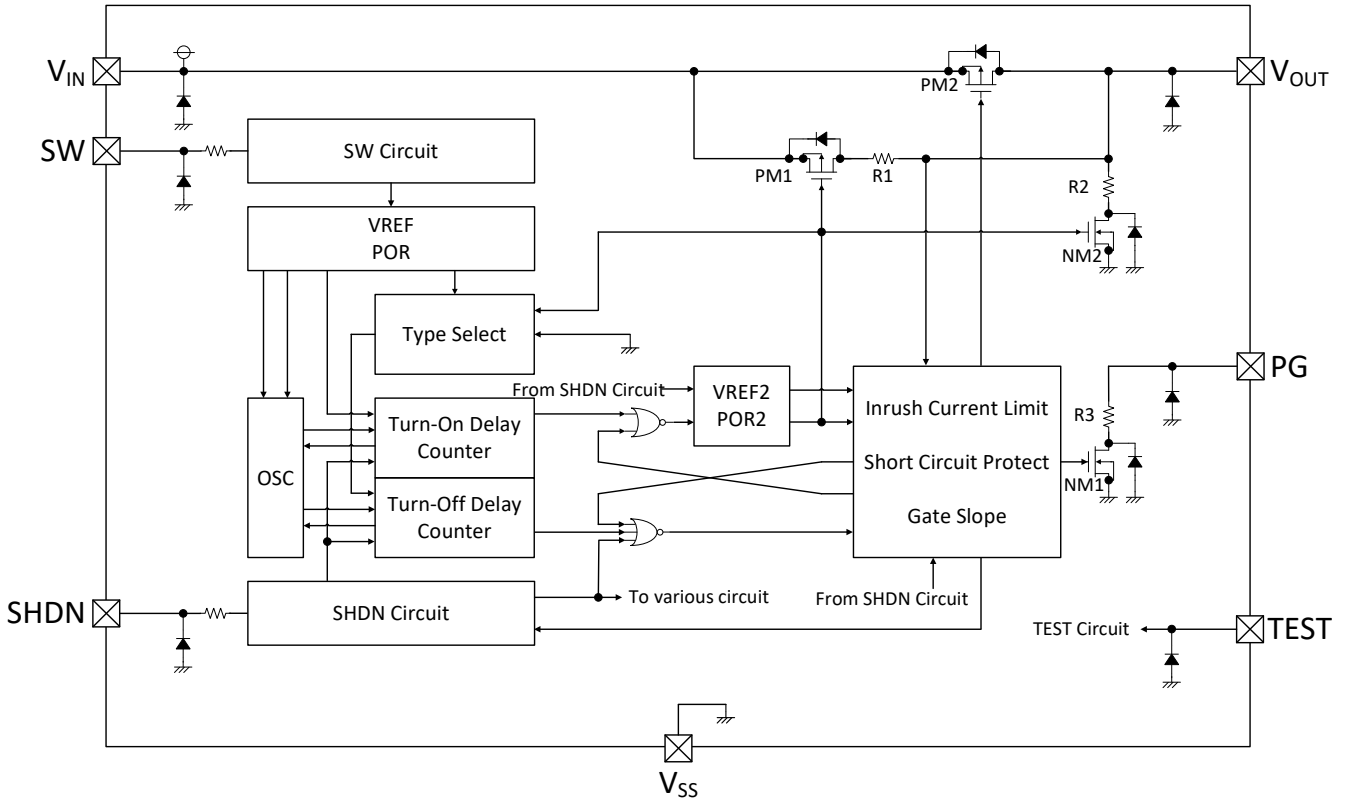 VIN
PM2
VOUT
SW
SW Circuit
PM1
R1
R2
VREF
POR
NM2
Type Select
From SHDN Circuit
VREF2
POR2
PG
Turn-On Delay
Counter
Inrush Current Limit
R3
OSC
Short Circuit Protect
NM1
Turn-Off Delay
Counter
Gate Slope
SHDN
SHDN Circuit
To various circuit
From SHDN Circuit
TEST Circuit
TEST
VSS